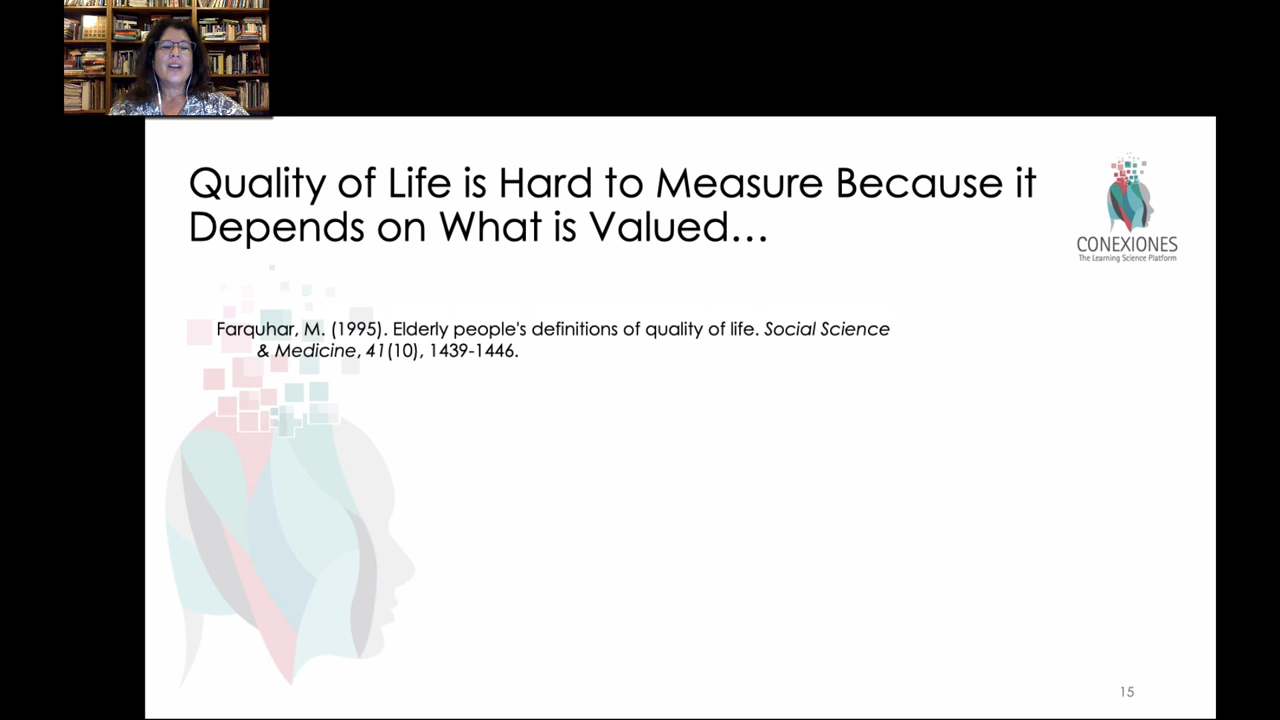 Quality of Life is Hard to Measure Because it
Depends on What is Valued...
CONEXIONES
The Learning Science Platform
Farquhar, M. (1995). Elderly people's definitions of quality of life. Social Science
& Medicine, 41(10), 1439-1446.
15